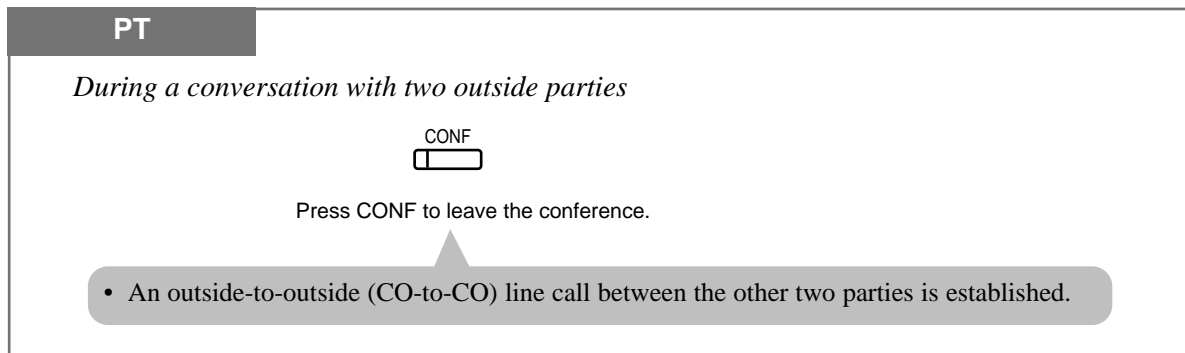 PT
During a conversation with two outside parties
CONF
Press CONF to leave the conference.
• An outside-to-outside (CO-to-CO) line call between the other two parties is established.